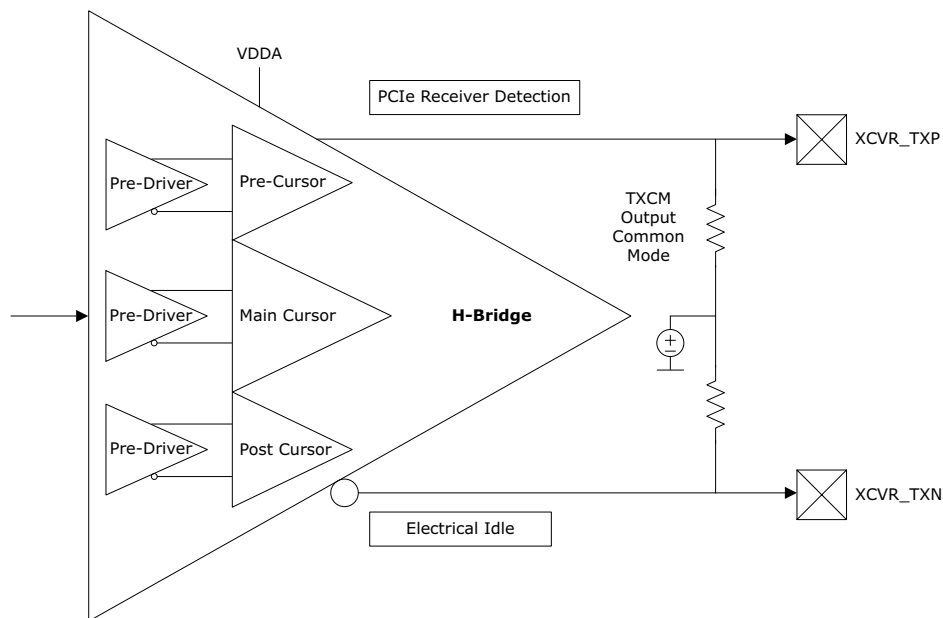 VDDA
PCIe Receiver Detection
XCVR_TXP
Pre-Driver
Pre-Cursor
TXCM
Output
Common
Mode
Pre-Driver
Main Cursor
H-Bridge
+
−
Pre-Driver
Post Cursor
XCVR_TXN
Electrical Idle